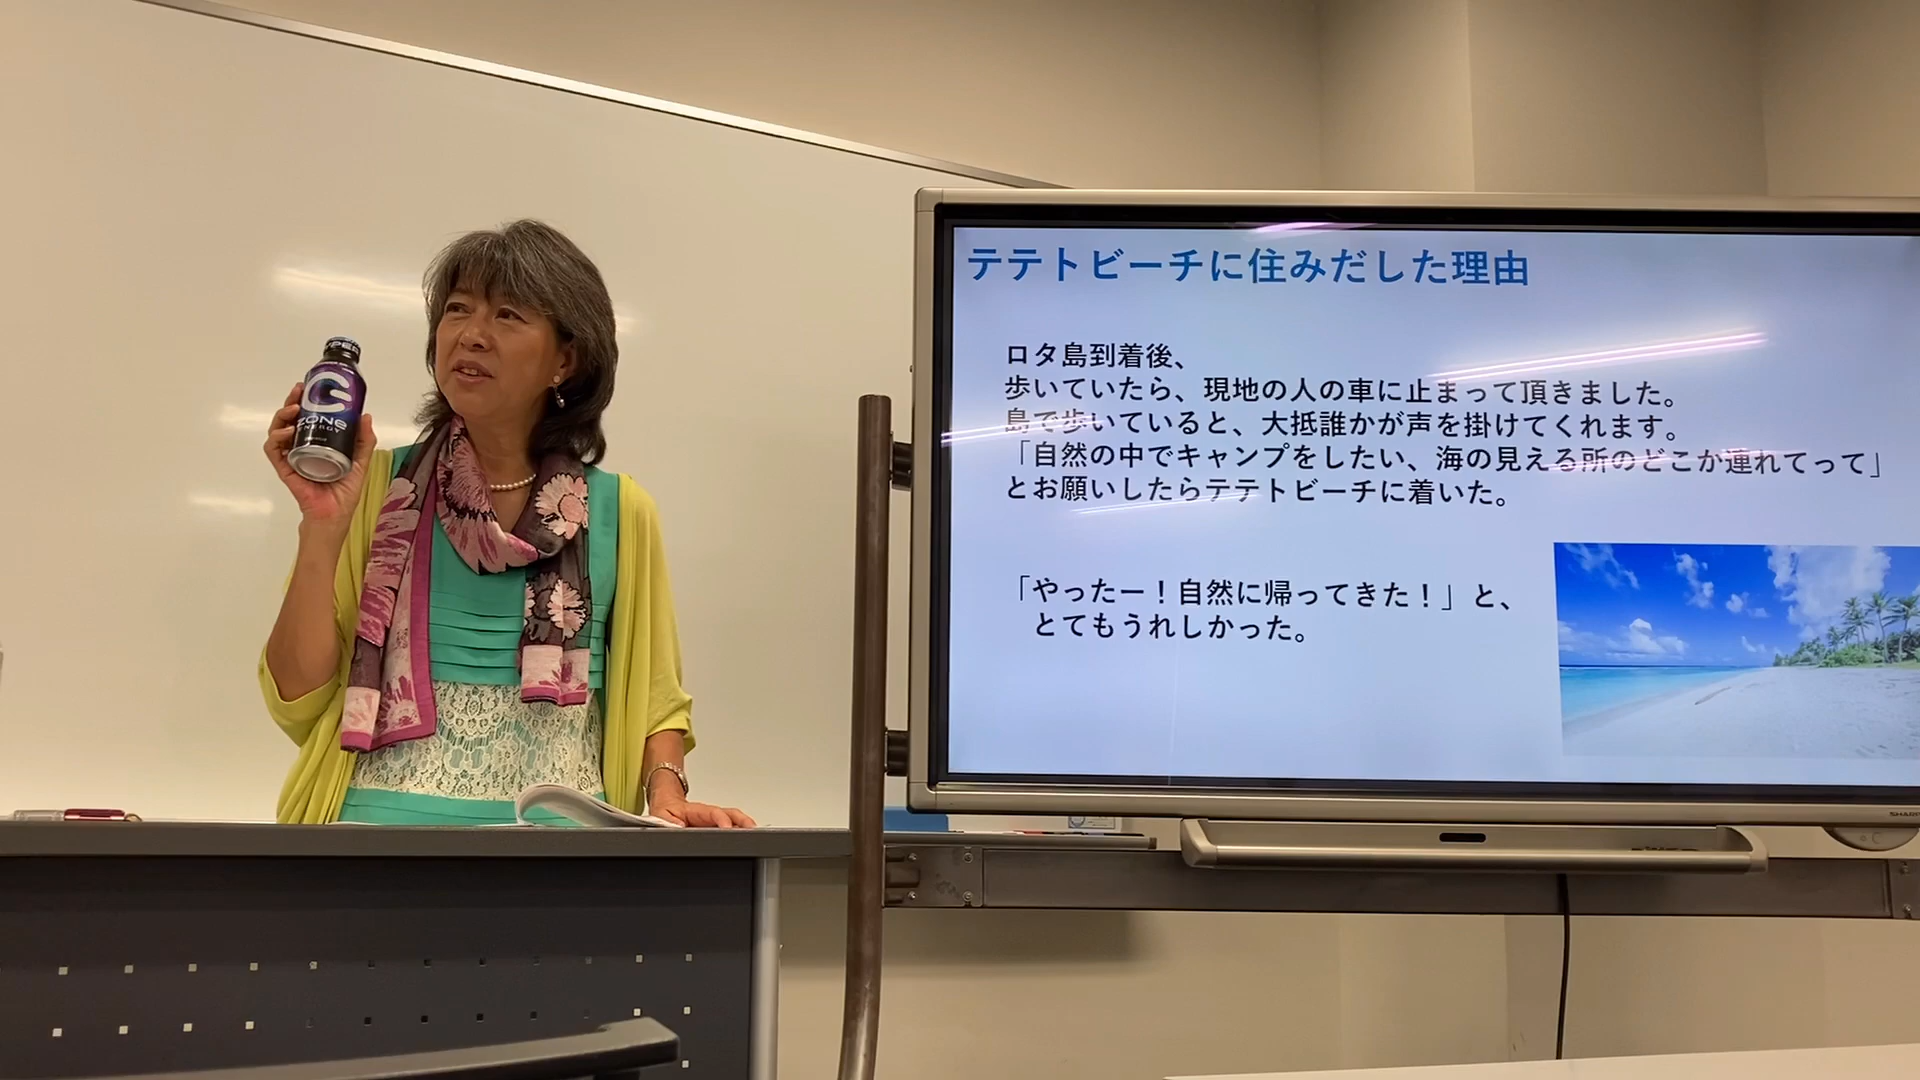 テテトビーチに住みだした理由
ロタ島到着後、
歩いていたら、現地の人の車に止まって頂きました。
島で歩いていると、大抵誰かが声を掛けてくれます。
「自然の中でキャンプをしたい、海の見える所のどこか連れてって」
とお願いしたらテテトビーチに着いた。
「やったー！自然に帰ってきた！」と、
とてもうれしかった。
ZONe
ENERGY
SHARP